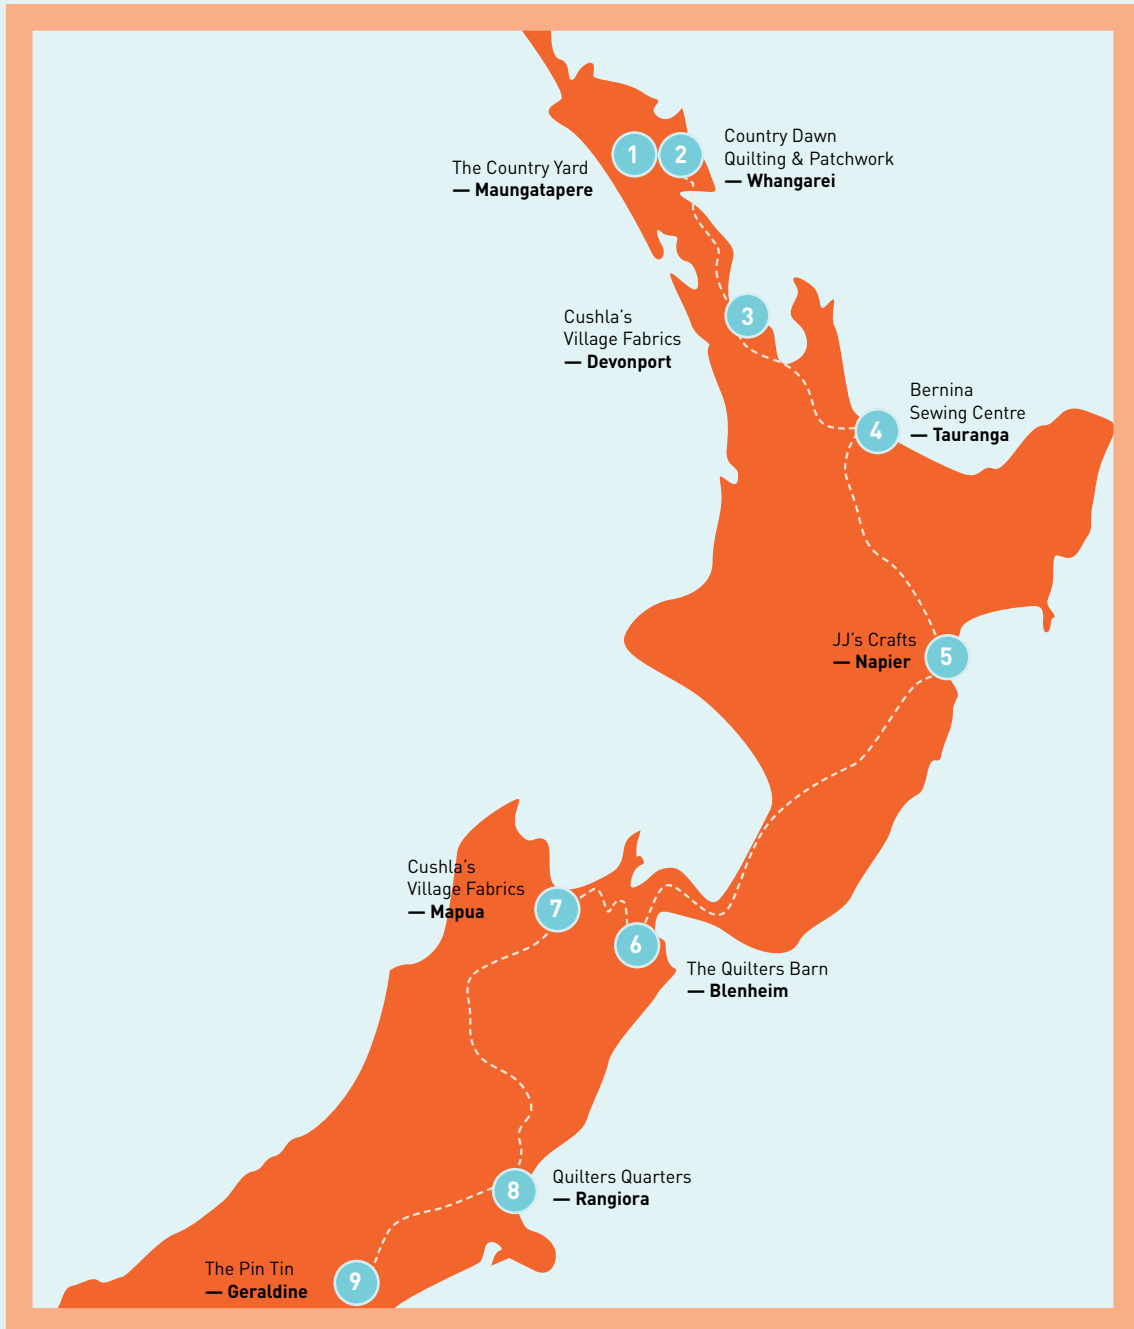 1
2
The Country Yard
— Maungatapere
Country Dawn
Quilting & Patchwork
— Whangarei
3
Cushla's
Village Fabrics
— Devonport
4
Bernina
Sewing Centre
— Tauranga
JJ's Crafts
— Napier
5
Cushla's
Village Fabrics
— Mapua
7
6
The Quilters Barn
— Blenheim
8
Quilters Quarters
— Rangiora
The Pin Tin
— Geraldine
9